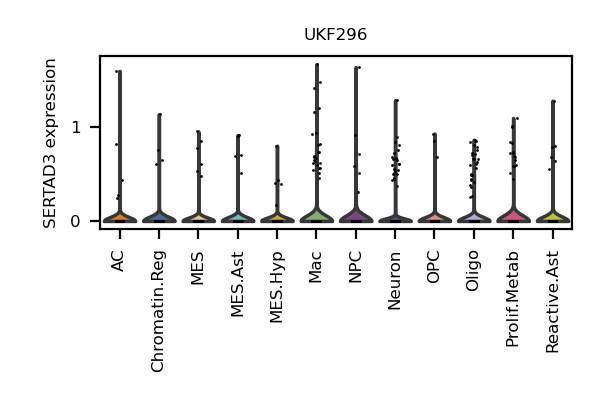 UKF296
SERTAD3 expression
1
0
AC
Chromatin.Reg
MES
MES.Ast
MES.Hyp
Mac
NPC
Neuron
OPC
Oligo
Prolif.Metab
Reactive.Ast